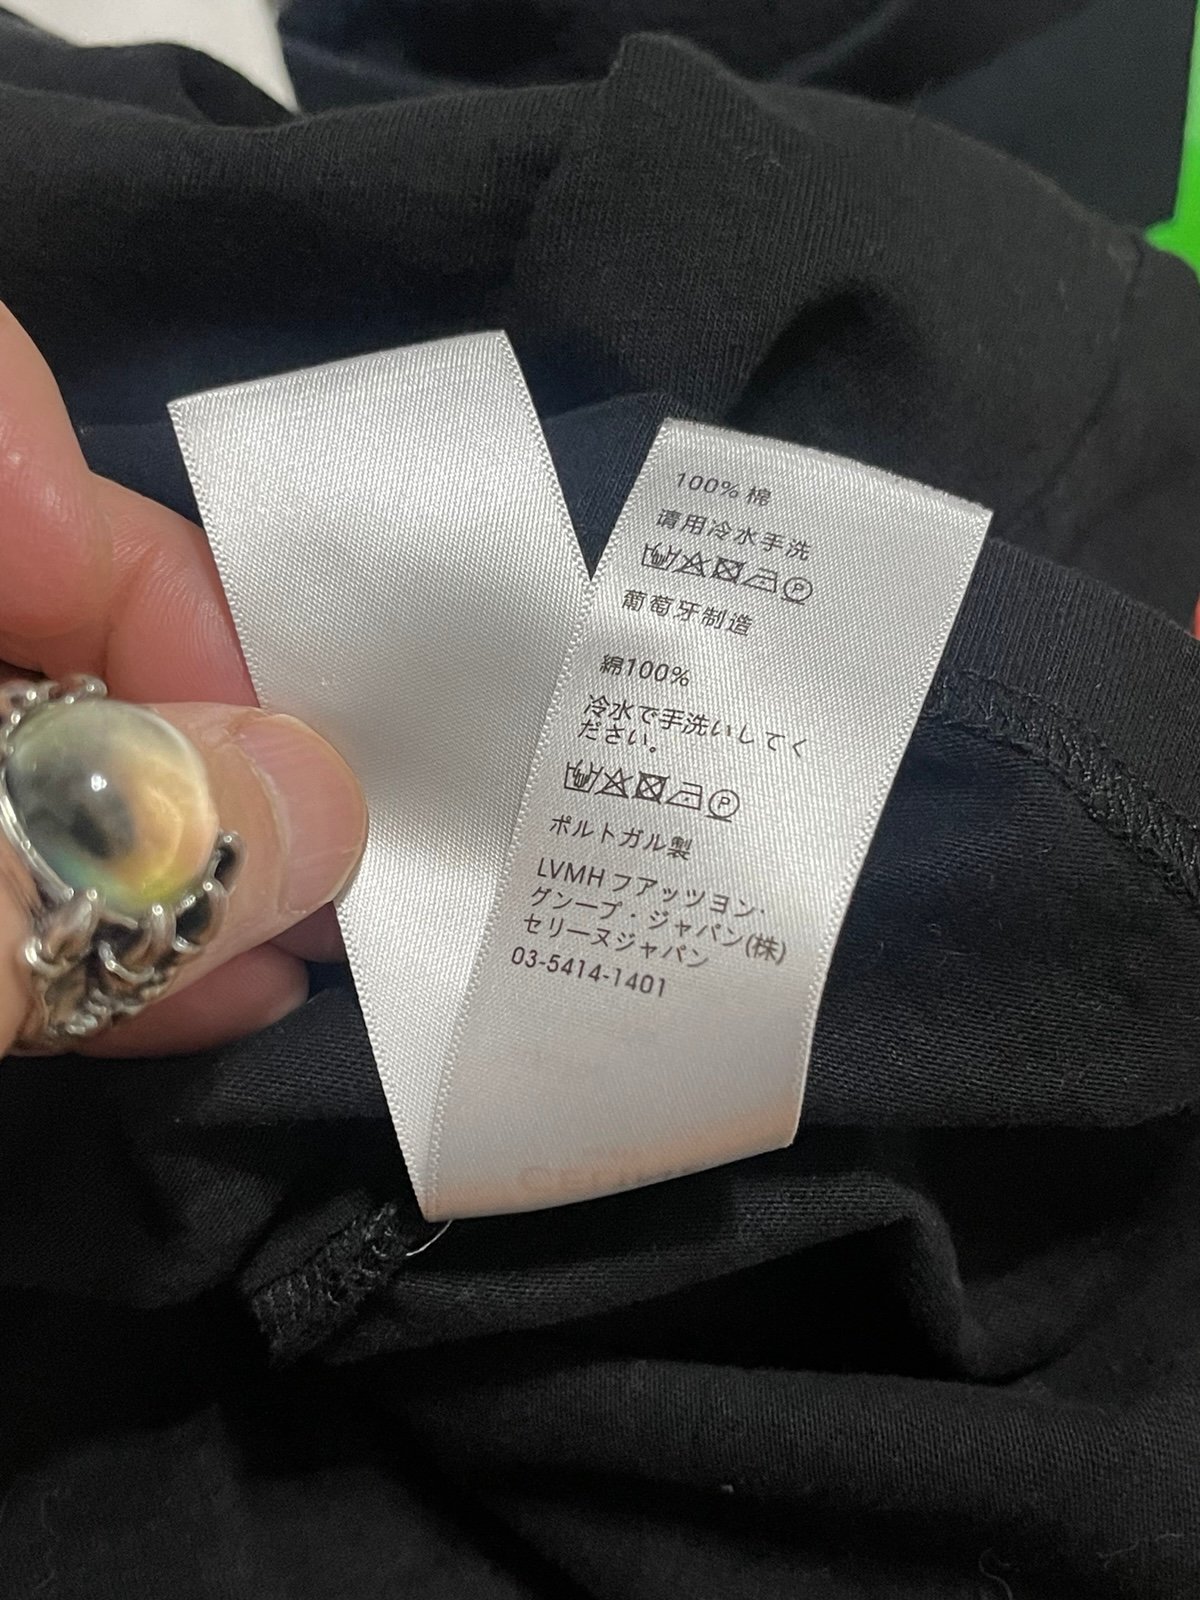 100% 棉
请用冷水手洗
P
葡萄牙制造
綿100%
冷水で手洗いしてく
ださい。
P
ポルトガル製
LVMH フアッツョン·
グンープ・ジャパン(株)
セリーヌジャパン
03-5414-1401